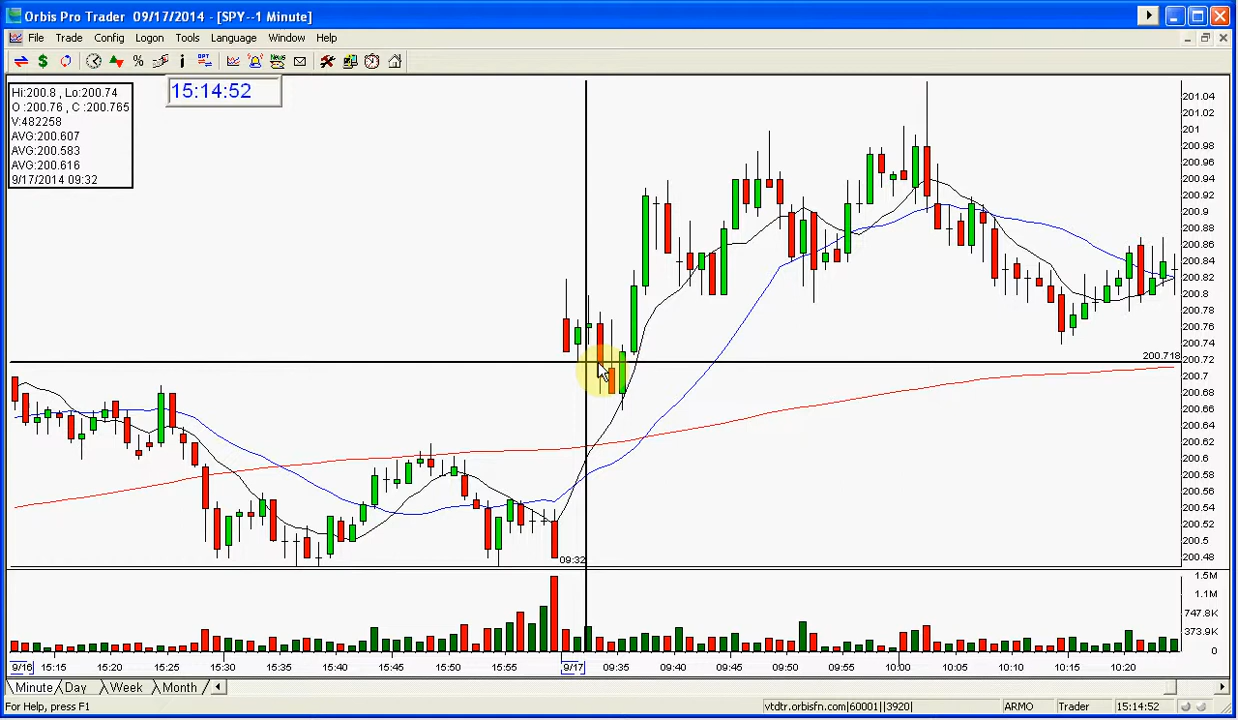 Orbis Pro Trader 09/17/2014 - [SPY--1 Minute]
File Trade Config Logon Tools Language Window Help
15:14:52
Hi:200.8 , Lo:200.74
O :200.76 , C :200.765
V:482258
AVG:200.607
AVG:200.583
AVG:200.616
9/17/2014 09:32
201.04
201.02
201
200.98
200.96
200.94
200.92
200.9
200.88
200.86
200.84
200.82
200.8
200.78
200.76
200.74
200.718
200.72
200.7
200.68
200.66
200.64
200.62
200.6
200.58
200.56
200.54
200.52
200.5
200.48
09:32
1.5M
1.1M
747.8K
373.9K
0
9/16 15:15 15:20 15:25 15:30 15:35 15:40 15:45 15:50 15:55 9/17 09:35 09:40 09:45 09:50 09:55 10:00 10:05 10:10 10:15 10:20
Minute Day Week Month
For Help, press F1 vtdtr.orbisfn.com|60001||3920| ARMO Trader 15:14:52